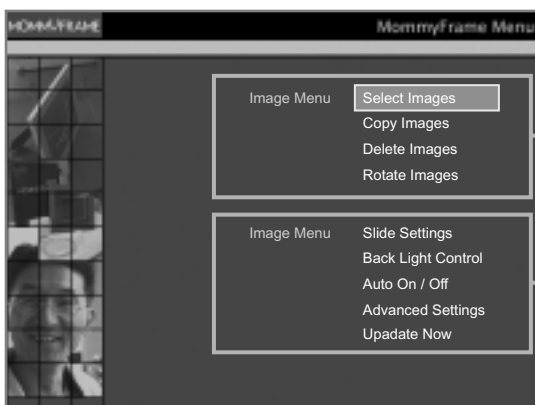 MOMMYFRAME MommyFrame Menu
Image Menu Select Images
Copy Images
Delete Images
Rotate Images
Image Menu Slide Settings
Back Light Control
Auto On / Off
Advanced Settings
Upadate Now